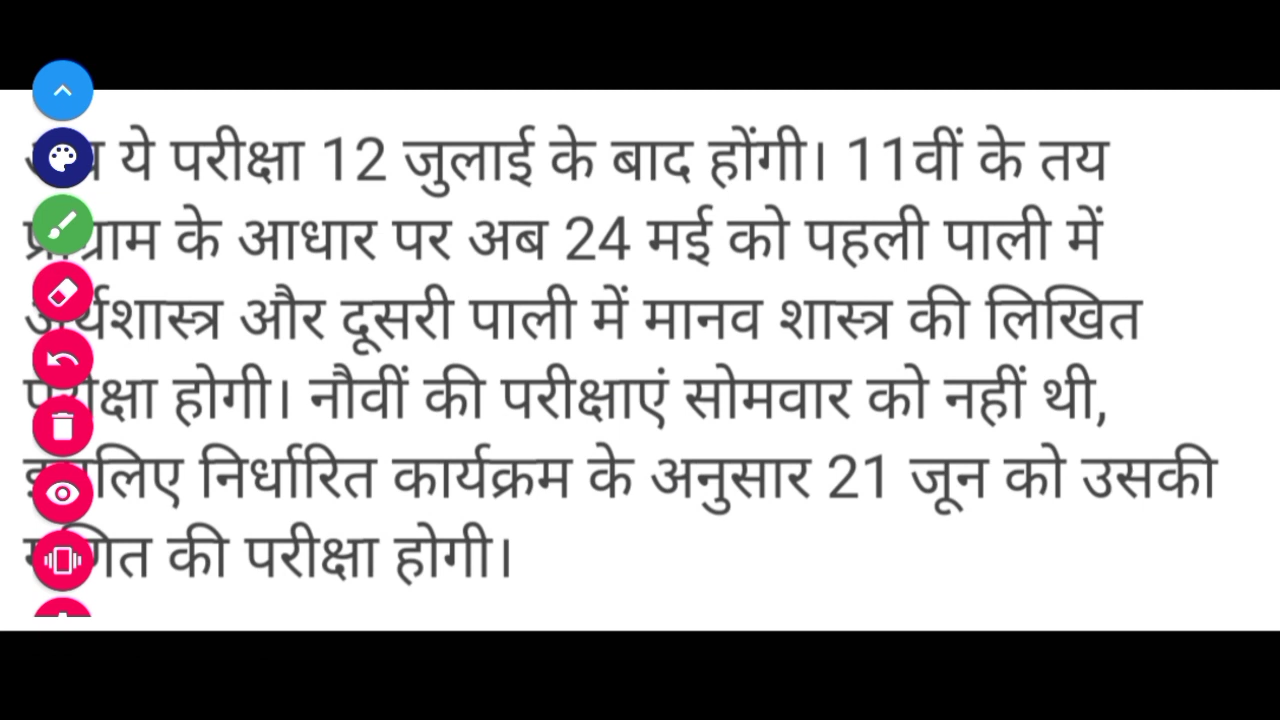 ये परीक्षा 12 जुलाई के बाद होंगी। 11वीं के तय
के आधार पर अब 24 मई को पहली पाली में
और दूसरी पाली में मानव शास्त्र की लिखित
होगी। नौवीं की परीक्षाएं सोमवार को नहीं थी,
निर्धारित कार्यक्रम के अनुसार 21 जून को उसकी
की परीक्षा होगी।